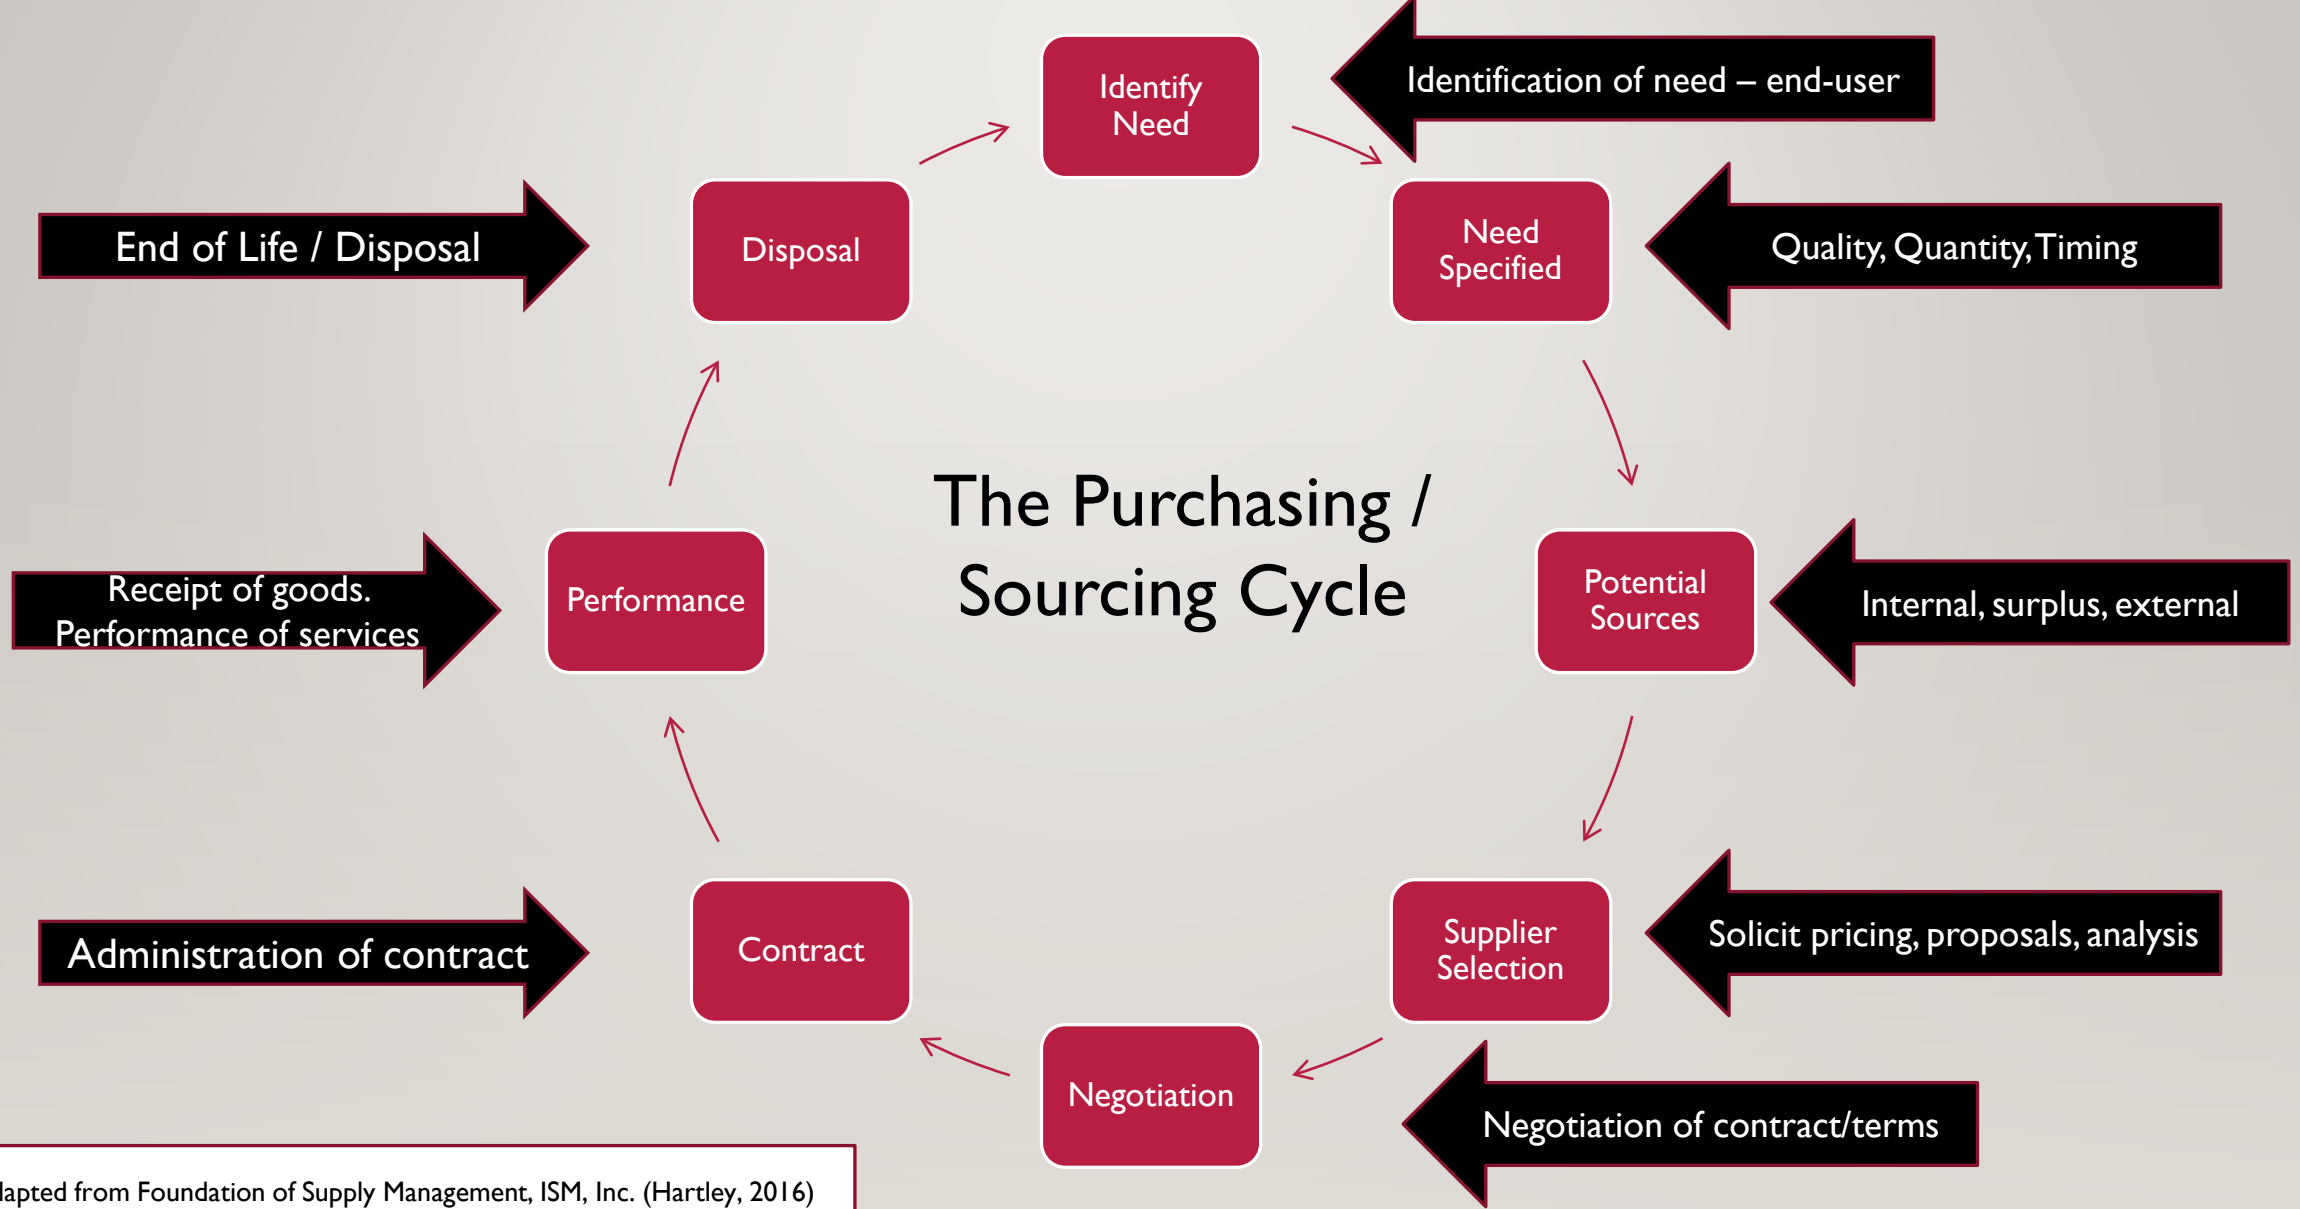 Identify
Need
Identification of need – end-user
Need
Specified
Quality, Quantity, Timing
Potential
Sources
Internal, surplus, external
Supplier
Selection
Solicit pricing, proposals, analysis
Negotiation
Negotiation of contract/terms
Contract
Administration of contract
Performance
Receipt of goods.
Performance of services
Disposal
End of Life / Disposal
The Purchasing /
Sourcing Cycle
from Foundation of Supply Management, ISM, Inc. (Hartley, 2016)